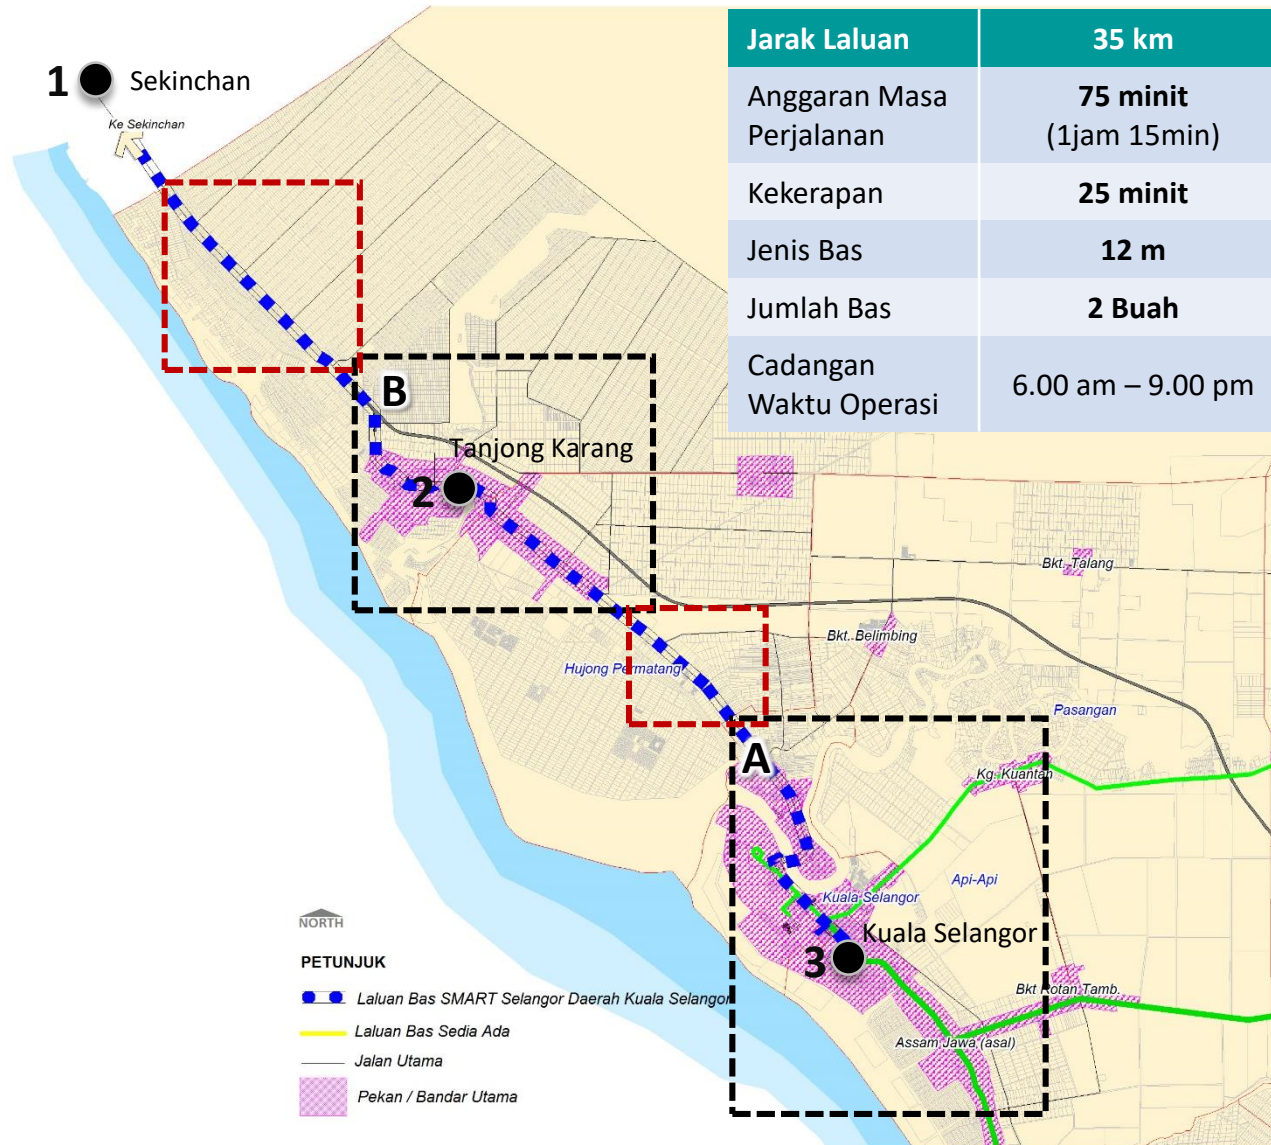 Jarak Laluan
35 km
Anggaran Masa
Perjalanan
75 minit
(1jam 15min)
Kekerapan
25 minit
Jenis Bas
12 m
Jumlah Bas
2 Buah
Cadangan
Waktu Operasi
6.00 am – 9.00 pm
1
Sekinchan
Ke Sekinchan
B
Tanjong Karang
2
Bkt. Talang
Bkt. Belimbing
Hujong Permatang
Pasangan
A
Kg. Kuantan
Api-Api
Kuala Selangor
Kuala Selangor
3
Bkt Rotan Tamb.
Assam Jawa (asal)
NORTH
PETUNJUK
Laluan Bas SMART Selangor Daerah Kuala Selangor
Laluan Bas Sedia Ada
Jalan Utama
Pekan / Bandar Utama